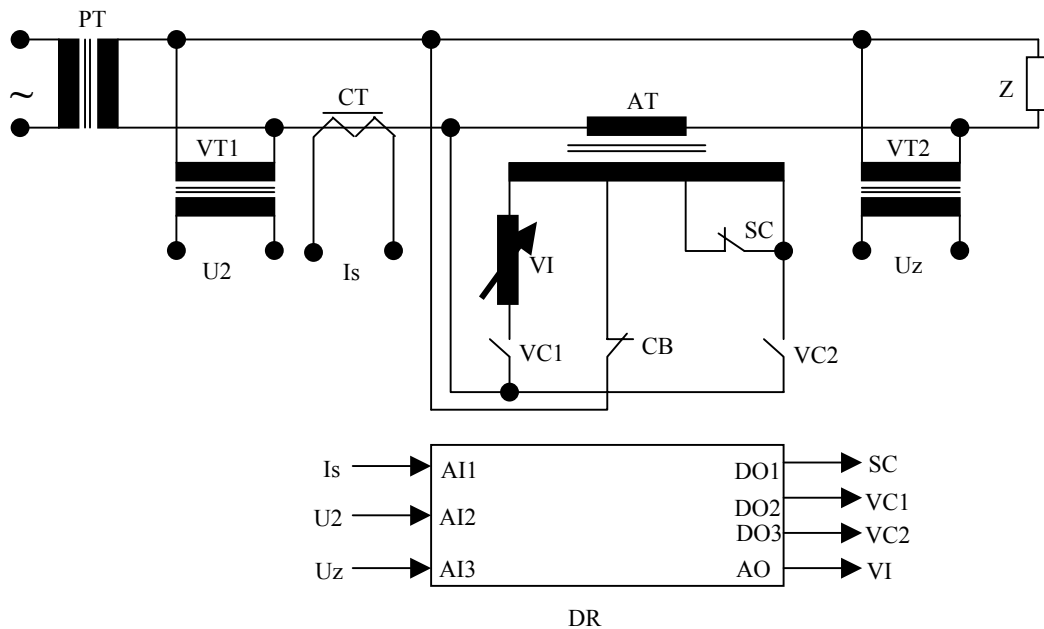 PT
~
CT
AT
Z
VT1
VT2
SC
U2
Is
VI
Uz
VC1
CB
VC2
Is
AI1
DO1
SC
U2
AI2
DO2
VC1
DO3
VC2
Uz
AI3
AO
VI
DR